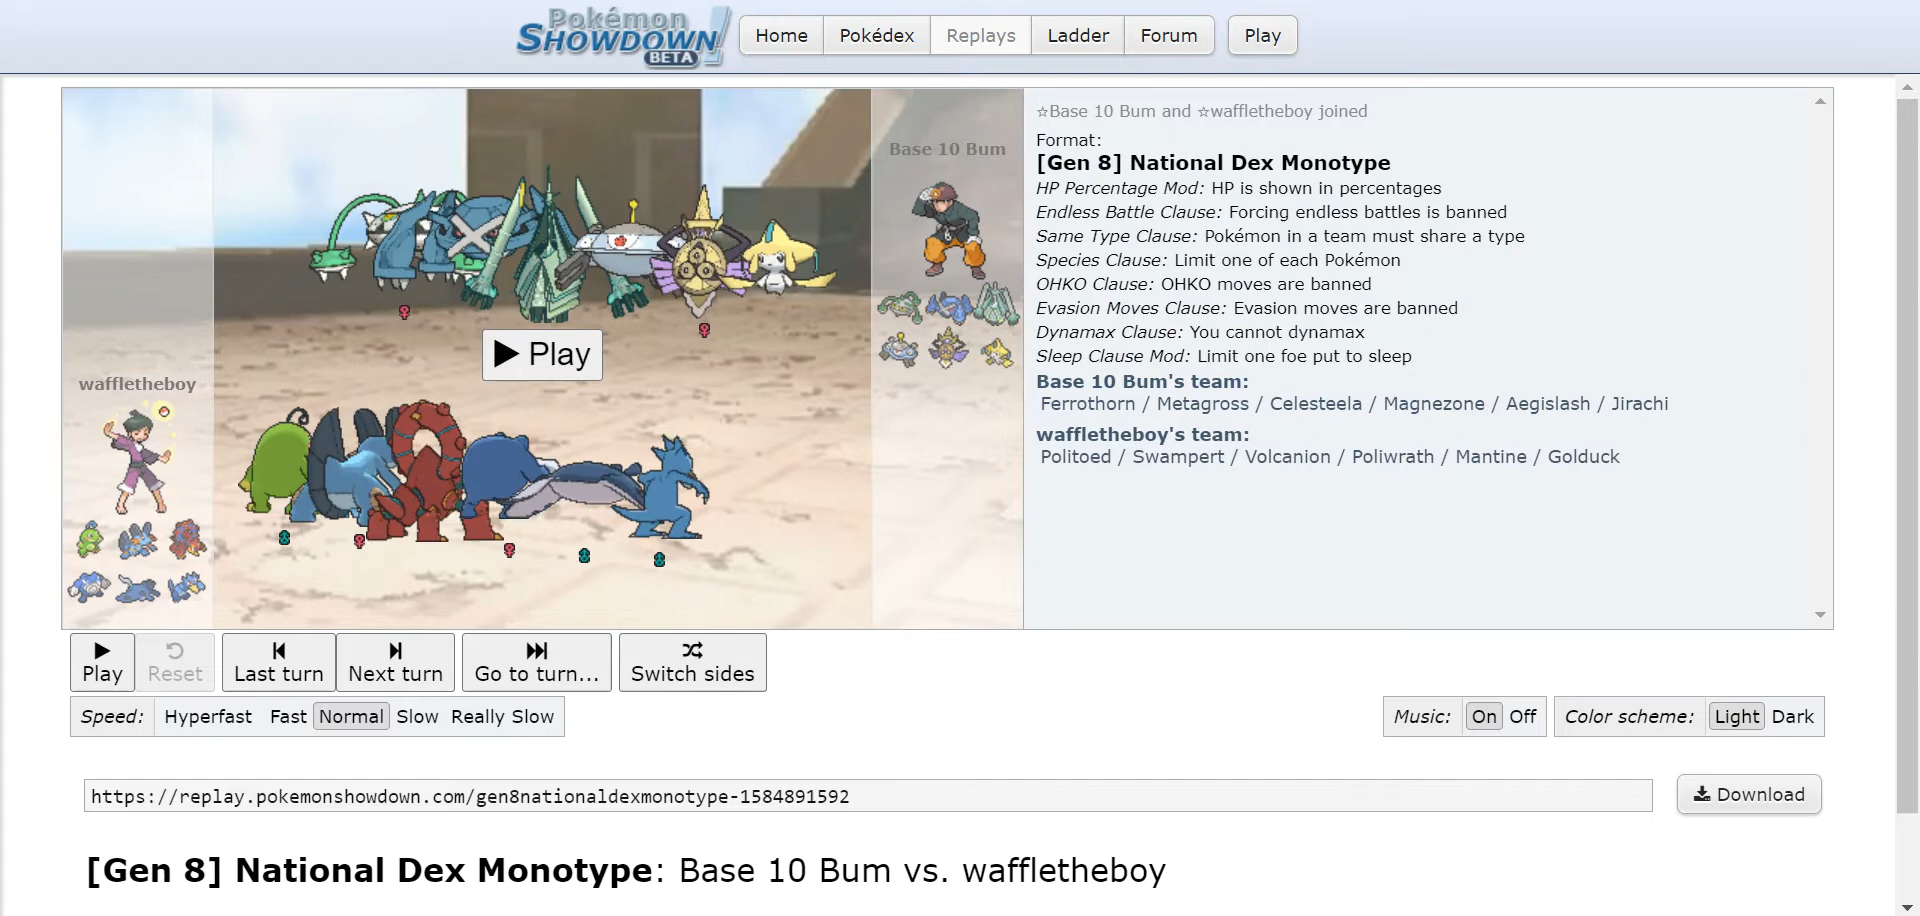 Pokémon
SHOWDOWN!
BETA
Home
Pokédex
Replays
Ladder
Forum
Play
Base 10 Bum
Play
waffletheboy
☆Base 10 Bum and ☆waffletheboy joined
Format:
[Gen 8] National Dex Monotype
HP Percentage Mod: HP is shown in percentages
Endless Battle Clause: Forcing endless battles is banned
Same Type Clause: Pokémon in a team must share a type
Species Clause: Limit one of each Pokémon
OHKO Clause: OHKO moves are banned
Evasion Moves Clause: Evasion moves are banned
Dynamax Clause: You cannot dynamax
Sleep Clause Mod: Limit one foe put to sleep
Base 10 Bum's team:
Ferrothorn / Metagross / Celesteela / Magnezone / Aegislash / Jirachi
waffletheboy's team:
Politoed / Swampert / Volcanion / Poliwrath / Mantine / Golduck
Play
Reset
Last turn
Next turn
Go to turn...
Switch sides
Speed: Hyperfast Fast Normal Slow Really Slow
Music: On Off
Color scheme: Light Dark
https://replay.pokemonshowdown.com/gen8nationaldexmonotype-1584891592
Download
[Gen 8] National Dex Monotype: Base 10 Bum vs. waffletheboy